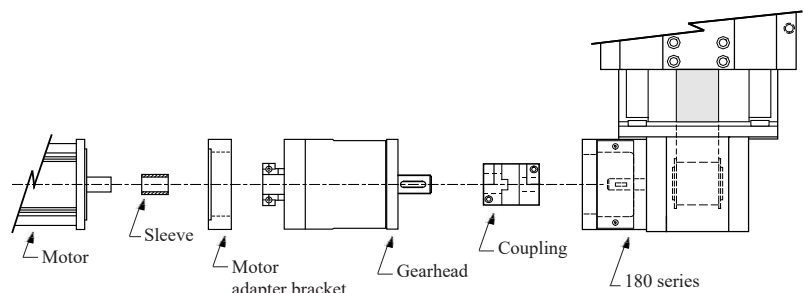 Motor
Sleeve
Motor
adapter bracket
Gearhead
Coupling
180 series